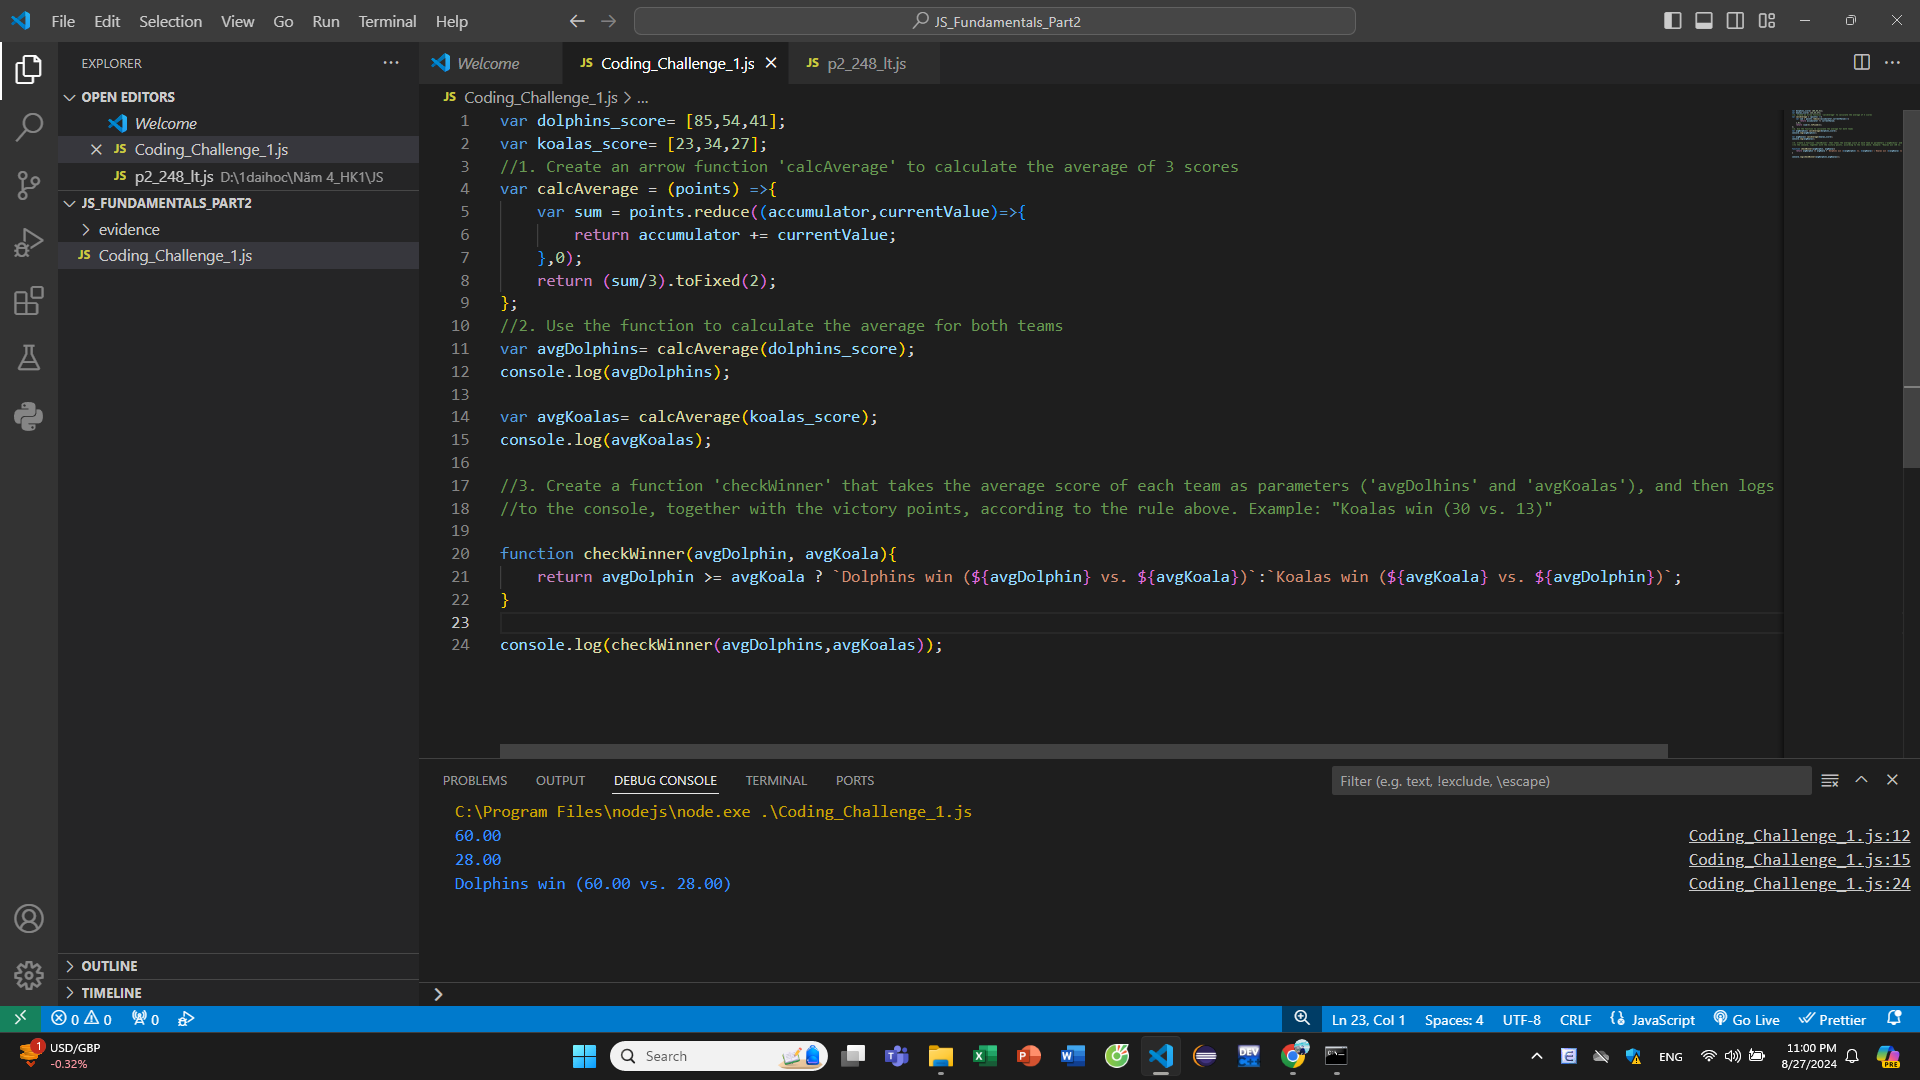 File Edit Selection View Go Run Terminal Help
JS_Fundamentals_Part2
EXPLORER
OPEN EDITORS
Welcome
JS Coding_Challenge_1.js
JS p2_248_lt.js D:\1daihoc\Năm 4_HK1\JS
JS_FUNDAMENTALS_PART2
evidence
JS Coding_Challenge_1.js
OUTLINE
TIMELINE
Welcome JS Coding_Challenge_1.js JS p2_248_lt.js
JS Coding_Challenge_1.js > ...
1 var dolphins_score= [85,54,41];
2 var koalas_score= [23,34,27];
3 //1. Create an arrow function 'calcAverage' to calculate the average of 3 scores
4 var calcAverage = (points) =>{
5 var sum = points.reduce((accumulator,currentValue)=>{
6 return accumulator += currentValue;
7 },0);
8 return (sum/3).toFixed(2);
9 };
10 //2. Use the function to calculate the average for both teams
11 var avgDolphins= calcAverage(dolphins_score);
12 console.log(avgDolphins);
13
14 var avgKoalas= calcAverage(koalas_score);
15 console.log(avgKoalas);
16
17 //3. Create a function 'checkWinner' that takes the average score of each team as parameters ('avgDolhins' and 'avgKoalas'), and then logs
18 //to the console, together with the victory points, according to the rule above. Example: "Koalas win (30 vs. 13)"
19
20 function checkWinner(avgDolphin, avgKoala){
21 return avgDolphin >= avgKoala ? `Dolphins win (${avgDolphin} vs. ${avgKoala})`:`Koalas win (${avgKoala} vs. ${avgDolphin})`;
22 }
23
24 console.log(checkWinner(avgDolphins,avgKoalas));
PROBLEMS OUTPUT DEBUG CONSOLE TERMINAL PORTS
Filter (e.g. text, !exclude, \escape)
C:\Program Files\nodejs\node.exe .\Coding_Challenge_1.js
60.00 Coding_Challenge_1.js:12
28.00 Coding_Challenge_1.js:15
Dolphins win (60.00 vs. 28.00) Coding_Challenge_1.js:24
0 0 0 Ln 23, Col 1 Spaces: 4 UTF-8 CRLF JavaScript Go Live Prettier
1 USD/GBP
-0.32%
Search
DEV
ENG
11:00 PM
8/27/2024
PRE